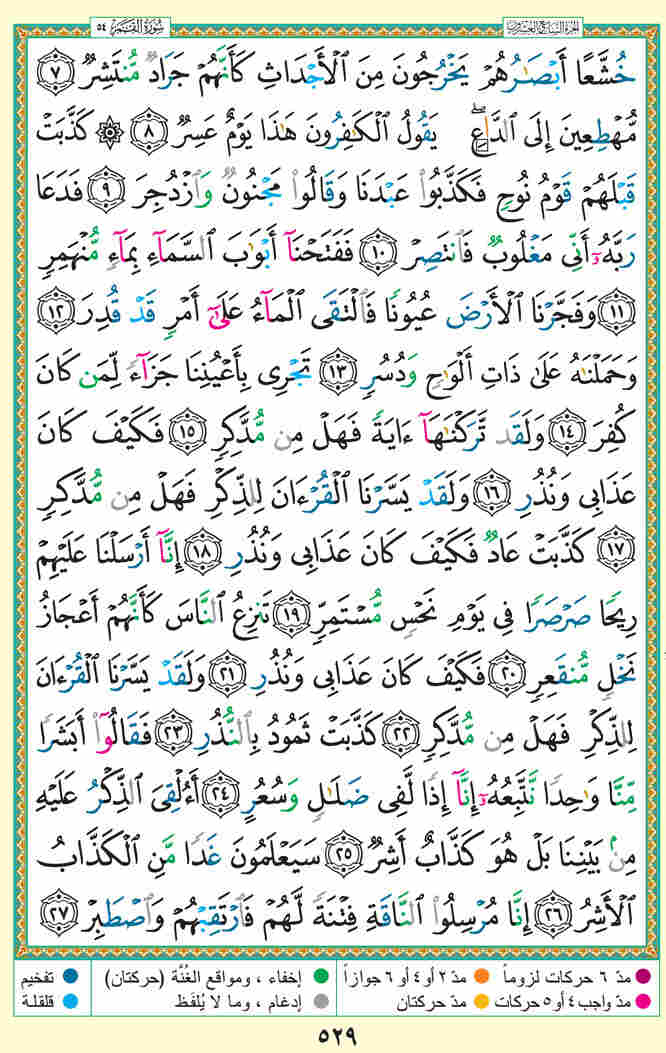 سُورَةُ القَمَرِ ٥٤
الجزء السابع والعشرون
خُشَّعًا أَبْصَـٰرُهُمْ يَخْرُجُونَ مِنَ ٱلْأَجْدَاثِ كَأَنَّهُمْ جَرَادٌ مُّنتَشِرٌ ٧
مُّهْطِعِينَ إِلَى ٱلدَّاعِ ۖ يَقُولُ ٱلْكَـٰفِرُونَ هَـٰذَا يَوْمٌ عَسِرٌ ٨ ۞ كَذَّبَتْ
قَبْلَهُمْ قَوْمُ نُوحٍ فَكَذَّبُوا۟ عَبْدَنَا وَقَالُوا۟ مَجْنُونٌ وَٱزْدُجِرَ ٩ فَدَعَا
رَبَّهُۥٓ أَنِّى مَغْلُوبٌ فَٱنتَصِرْ ١٠ فَفَتَحْنَآ أَبْوَٰبَ ٱلسَّمَآءِ بِمَآءٍ مُّنْهَمِرٍ
١١ وَفَجَّرْنَا ٱلْأَرْضَ عُيُونًا فَٱلْتَقَى ٱلْمَآءُ عَلَىٰٓ أَمْرٍ قَدْ قُدِرَ ١٢
وَحَمَلْنَـٰهُ عَلَىٰ ذَاتِ أَلْوَٰحٍ وَدُسُرٍ ١٣ تَجْرِى بِأَعْيُنِنَا جَزَآءً لِّمَن كَانَ
كُفِرَ ١٤ وَلَقَد تَّرَكْنَـٰهَآ ءَايَةً فَهَلْ مِن مُّدَّكِرٍ ١٥ فَكَيْفَ كَانَ
عَذَابِى وَنُذُرِ ١٦ وَلَقَدْ يَسَّرْنَا ٱلْقُرْءَانَ لِلذِّكْرِ فَهَلْ مِن مُّدَّكِرٍ
١٧ كَذَّبَتْ عَادٌ فَكَيْفَ كَانَ عَذَابِى وَنُذُرِ ١٨ إِنَّآ أَرْسَلْنَا عَلَيْهِمْ
رِيحًا صَرْصَرًا فِى يَوْمِ نَحْسٍ مُّسْتَمِرٍّ ١٩ تَنزِعُ ٱلنَّاسَ كَأَنَّهُمْ أَعْجَازُ
نَخْلٍ مُّنقَعِرٍ ٢٠ فَكَيْفَ كَانَ عَذَابِى وَنُذُرِ ٢١ وَلَقَدْ يَسَّرْنَا ٱلْقُرْءَانَ
لِلذِّكْرِ فَهَلْ مِن مُّدَّكِرٍ ٢٢ كَذَّبَتْ ثَمُودُ بِٱلنُّذُرِ ٢٣ فَقَالُوٓا۟ أَبَشَرًا
مِّنَّا وَٰحِدًا نَّتَّبِعُهُۥٓ إِنَّآ إِذًا لَّفِى ضَلَـٰلٍ وَسُعُرٍ ٢٤ أَءُلْقِىَ ٱلذِّكْرُ عَلَيْهِ
مِنۢ بَيْنِنَا بَلْ هُوَ كَذَّابٌ أَشِرٌ ٢٥ سَيَعْلَمُونَ غَدًا مَّنِ ٱلْكَذَّابُ
ٱلْأَشِرُ ٢٦ إِنَّا مُرْسِلُوا۟ ٱلنَّاقَةِ فِتْنَةً لَّهُمْ فَٱرْتَقِبْهُمْ وَٱصْطَبِرْ ٢٧
مدّ ٦ حركات لزوماً مدّ ٢ أو ٤ أو ٦ جوازاً إخفاء ، ومواقع الغُنَّة (حركتان) تفخيم
مدّ واجب ٤ أو ٥ حركات مدّ حركتان إدغام ، وما لا يُلفَظ قلقلة
٥٢٩